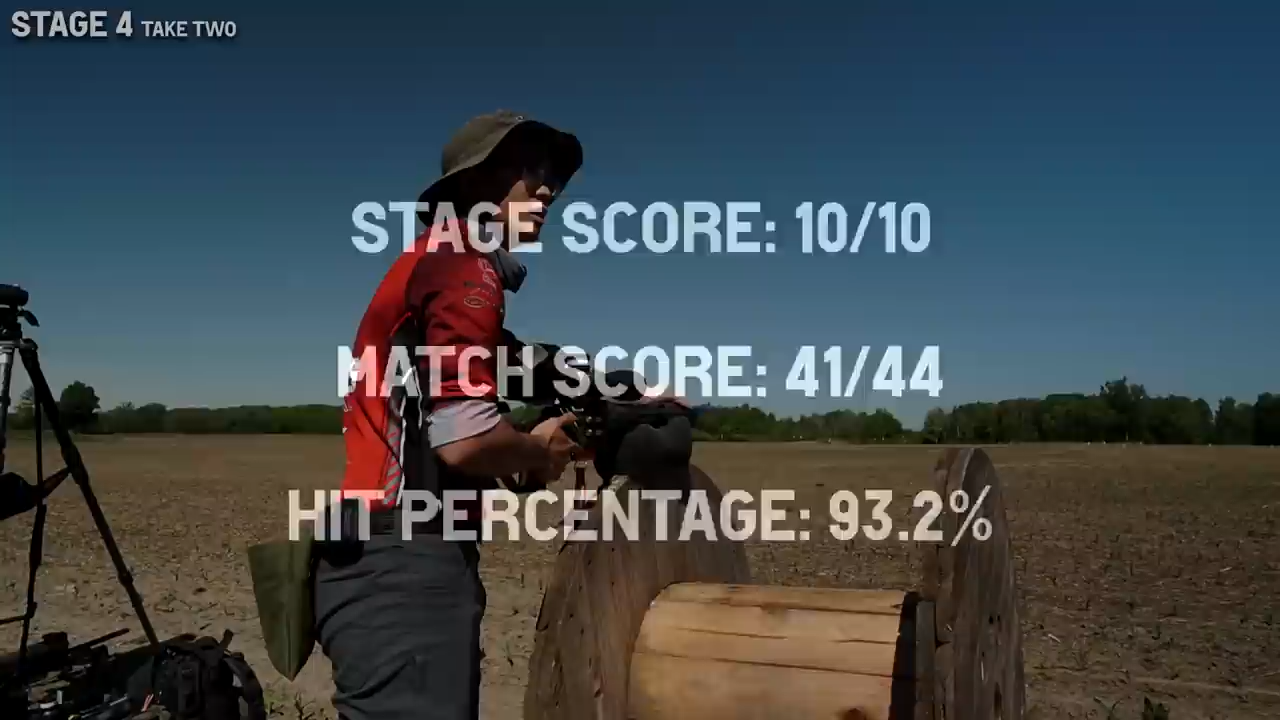 STAGE 4 TAKE TWO
STAGE SCORE: 10/10
MATCH SCORE: 41/44
HIT PERCENTAGE: 93.2%